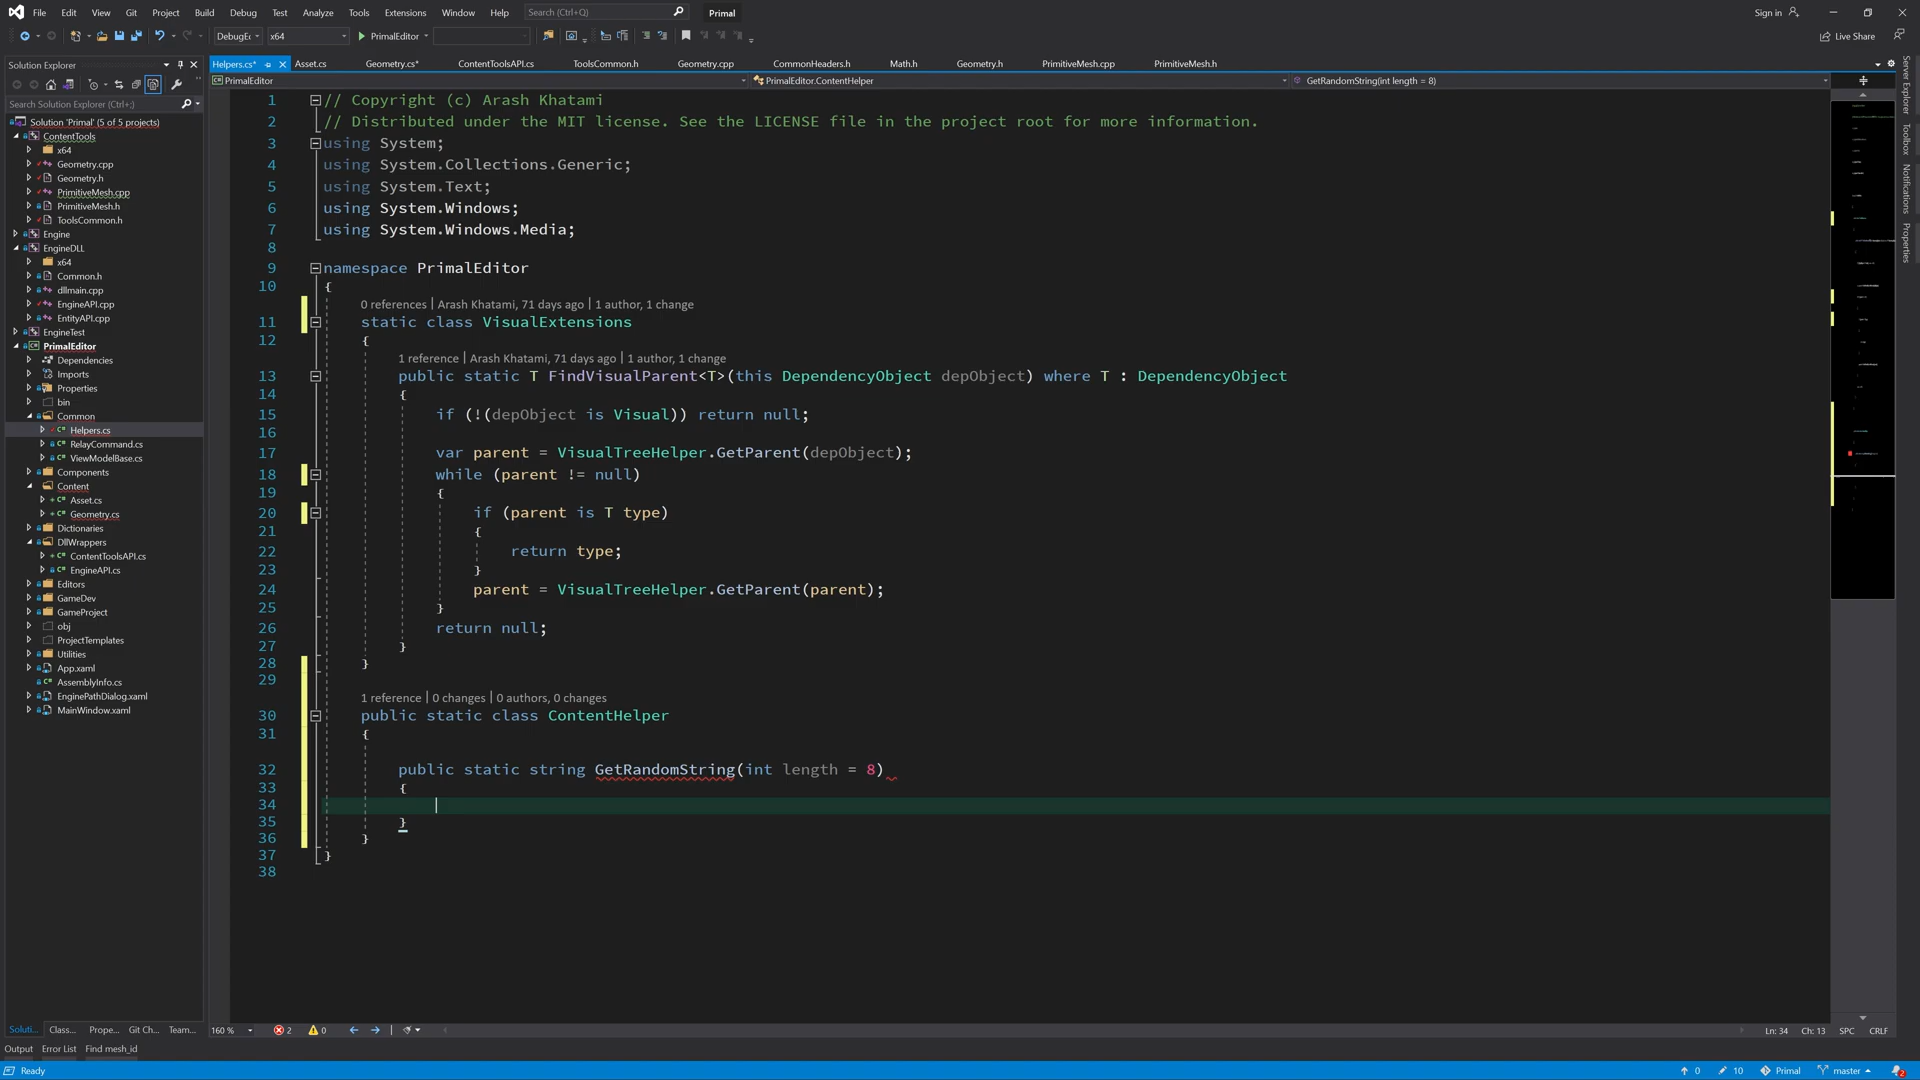 File Edit View Git Project Build Debug Test Analyze Tools Extensions Window Help Search (Ctrl+Q) Primal Sign in
x64 PrimalEditor Live Share
Solution Explorer
Search Solution Explorer (Ctrl+;)
Solution 'Primal' (5 of 5 projects)
ContentTools
x64
Geometry.cpp
Geometry.h
PrimitiveMesh.cpp
PrimitiveMesh.h
ToolsCommon.h
Engine
EngineDLL
x64
Common.h
dllmain.cpp
EngineAPI.cpp
EntityAPI.cpp
EngineTest
PrimalEditor
Dependencies
Imports
Properties
bin
Common
Helpers.cs
RelayCommand.cs
ViewModelBase.cs
Components
Content
Asset.cs
Geometry.cs
Dictionaries
DllWrappers
ContentToolsAPI.cs
EngineAPI.cs
Editors
GameDev
GameProject
obj
ProjectTemplates
Utilities
App.xaml
AssemblyInfo.cs
EnginePathDialog.xaml
MainWindow.xaml
Soluti... Class... Prope... Git Ch... Team...
Helpers.cs* Asset.cs Geometry.cs* ContentToolsAPI.cs ToolsCommon.h Geometry.cpp CommonHeaders.h Math.h Geometry.h PrimitiveMesh.cpp PrimitiveMesh.h
PrimalEditor PrimalEditor.ContentHelper GetRandomString(int length = 8)
1 // Copyright (c) Arash Khatami
2 // Distributed under the MIT license. See the LICENSE file in the project root for more information.
3 using System;
4 using System.Collections.Generic;
5 using System.Text;
6 using System.Windows;
7 using System.Windows.Media;
8
9 namespace PrimalEditor
10 {
0 references | Arash Khatami, 71 days ago | 1 author, 1 change
11 static class VisualExtensions
12 {
1 reference | Arash Khatami, 71 days ago | 1 author, 1 change
13 public static T FindVisualParent<T>(this DependencyObject depObject) where T : DependencyObject
14 {
15 if (!(depObject is Visual)) return null;
16
17 var parent = VisualTreeHelper.GetParent(depObject);
18 while (parent != null)
19 {
20 if (parent is T type)
21 {
22 return type;
23 }
24 parent = VisualTreeHelper.GetParent(parent);
25 }
26 return null;
27 }
28 }
29
1 reference | 0 changes | 0 authors, 0 changes
30 public static class ContentHelper
31 {
32 public static string GetRandomString(int length = 8)
33 {
34
35 }
36 }
37 }
38
160 % 2 0 Ln: 34 Ch: 13 SPC CRLF
Server Explorer
Toolbox
Notifications
Properties
Output Error List Find mesh_id
Ready 0 10 Primal master 2